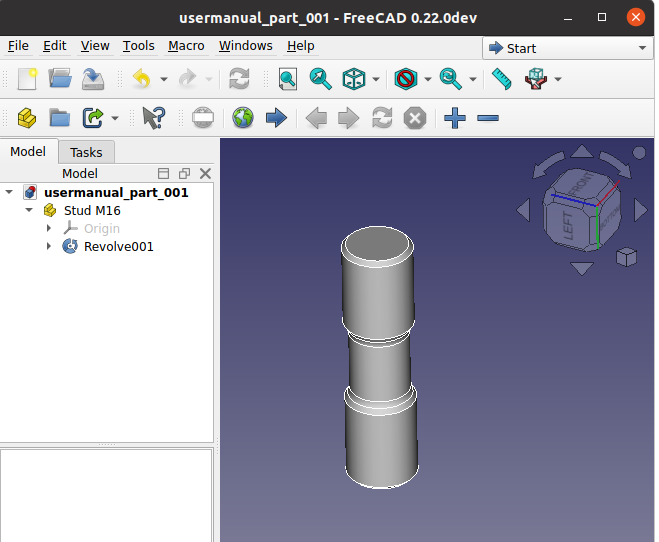 usermanual_part_001 - FreeCAD 0.22.0dev
File Edit View Tools Macro Windows Help
Start
Model Tasks
Model
usermanual_part_001
Stud M16
Origin
Revolve001
FRONT
LEFT